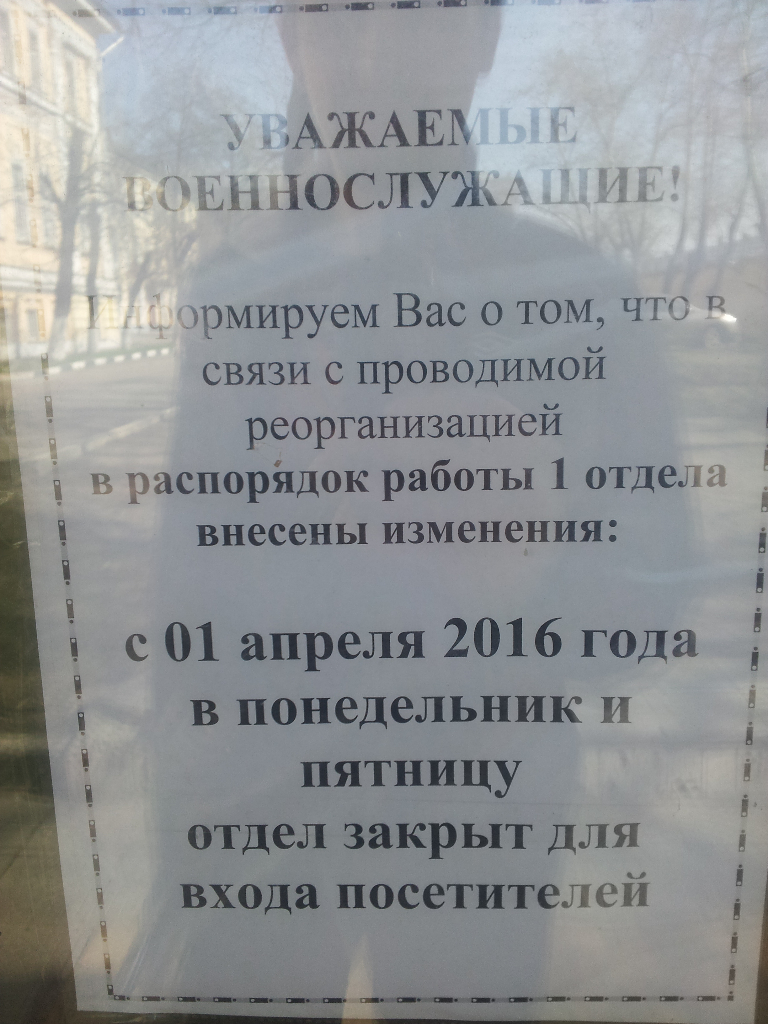 УВАЖАЕМЫЕ
ВОЕННОСЛУЖАЩИЕ!
Информируем Вас о том, что в
связи с проводимой
реорганизацией
в распорядок работы 1 отдела
внесены изменения:
с 01 апреля 2016 года
в понедельник и
пятницу
отдел закрыт для
входа посетителей